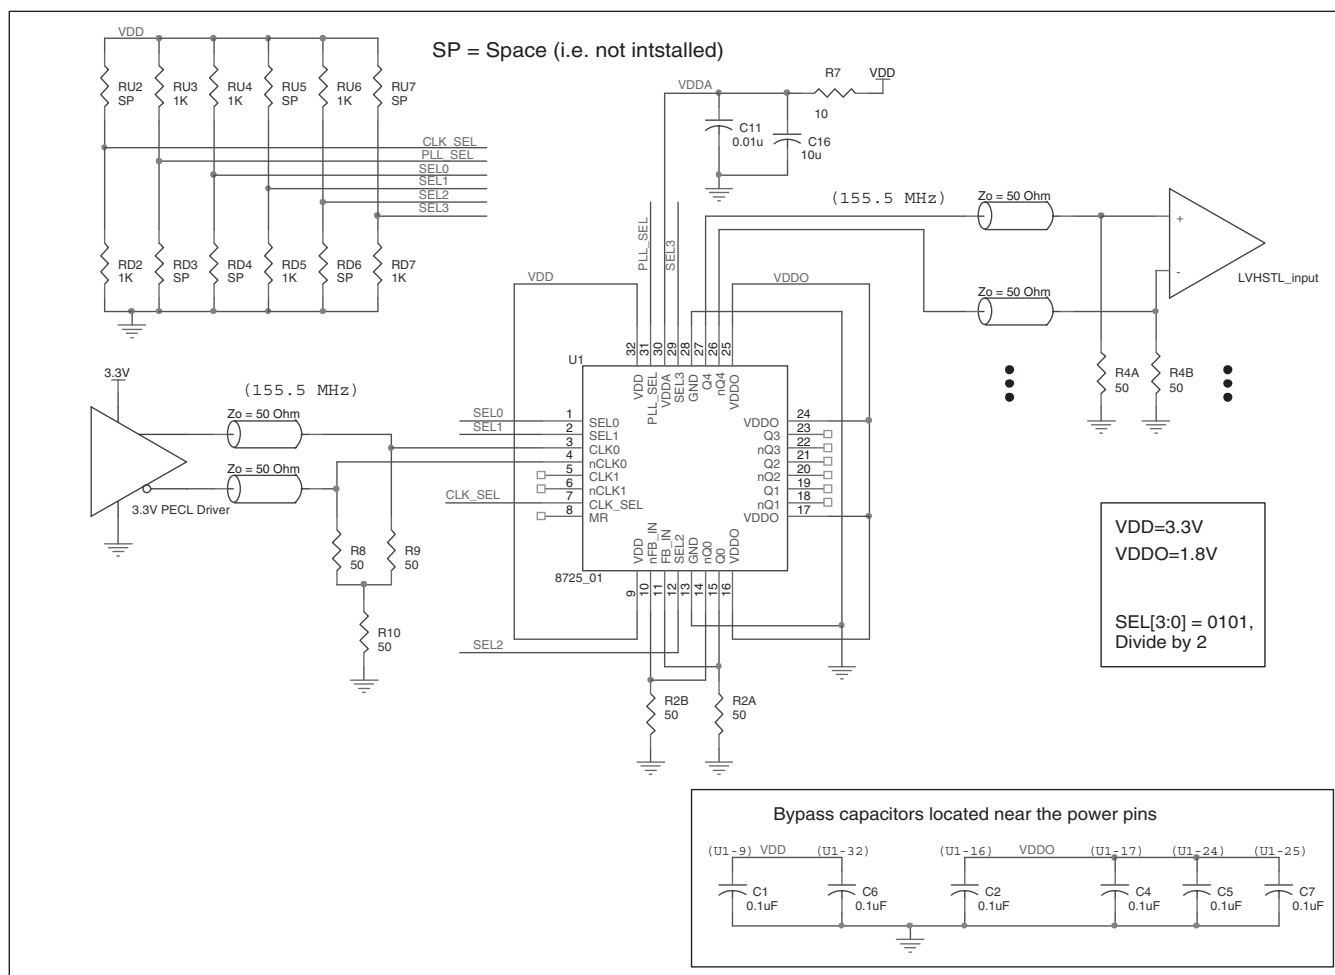 VDD
SP = Space (i.e. not intstalled)
RU2
SP
RU3
1K
RU4
1K
RU5
SP
RU6
1K
RU7
SP
CLK_SEL
PLL_SEL
SEL0
SEL1
SEL2
SEL3
RD2
1K
RD3
SP
RD4
SP
RD5
1K
RD6
SP
RD7
1K
VDDA
R7
10
VDD
C11
0.01u
C16
10u
(155.5 MHz)
Zo = 50 Ohm
Zo = 50 Ohm
+
-
LVHSTL_input
R4A
50
R4B
50
PLL_SEL
SEL3
VDD
VDDO
32
31
30
29
28
27
26
25
U1
VDD
PLL_SEL
VDDA
SEL3
GND
Q4
nQ4
VDDO
3.3V
(155.5 MHz)
Zo = 50 Ohm
Zo = 50 Ohm
3.3V PECL Driver
R8
50
R9
50
R10
50
SEL0
SEL1
CLK_SEL
1
2
3
4
5
6
7
8
SEL0
SEL1
CLK0
nCLK0
CLK1
nCLK1
CLK_SEL
MR
VDDO
Q3
nQ3
Q2
nQ2
Q1
nQ1
VDDO
24
23
22
21
20
19
18
17
VDD
nFB_IN
FB_IN
SEL2
GND
nQ0
Q0
VDDO
8725_01
9
10
11
12
13
14
15
16
SEL2
R2B
50
R2A
50
VDD=3.3V
VDDO=1.8V
SEL[3:0] = 0101,
Divide by 2
Bypass capacitors located near the power pins
(U1-9) VDD (U1-32) (U1-16) VDDO (U1-17) (U1-24) (U1-25)
C1
0.1uF
C6
0.1uF
C2
0.1uF
C4
0.1uF
C5
0.1uF
C7
0.1uF